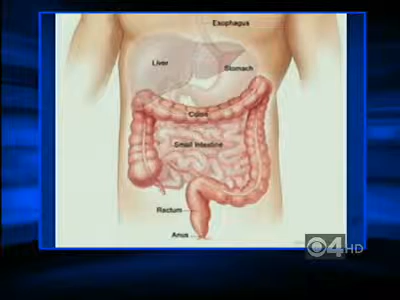 Esophagus
Liver
Stomach
Colon
Small Intestine
Rectum
Anus
4 HD